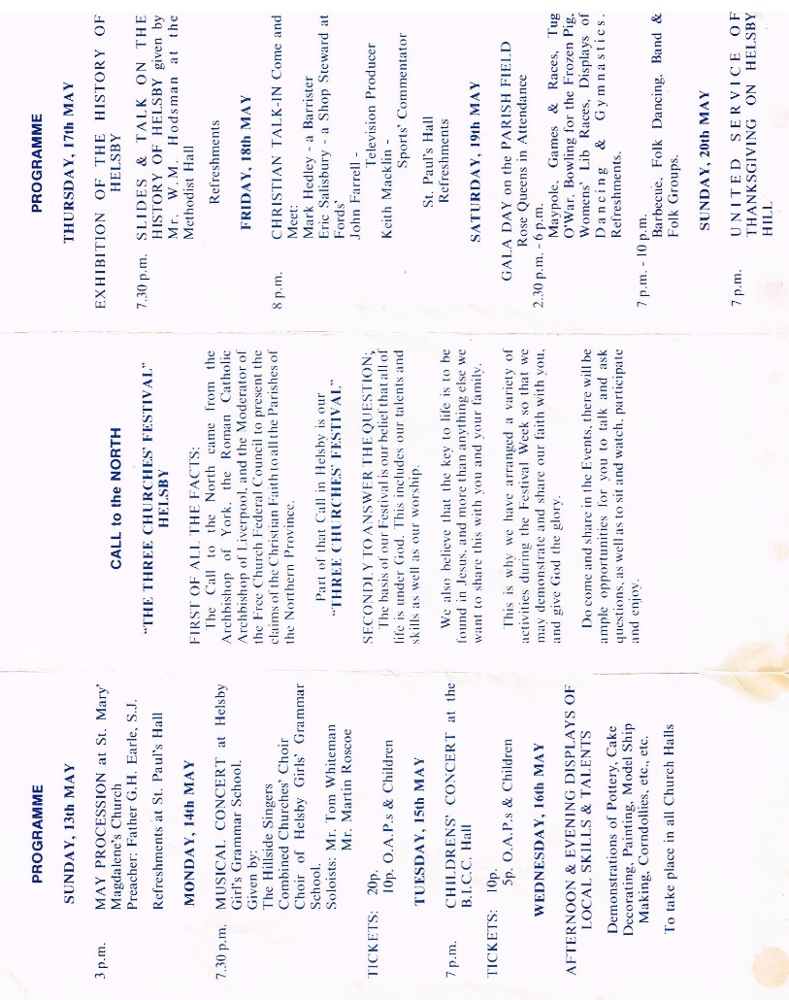 PROGRAMME
SUNDAY, 13th MAY
3 p.m. MAY PROCESSION at St. Mary'
Magdalene's Church
Preacher: Father G.H. Earle, S.J.
Refreshments at St. Paul's Hall
MONDAY, 14th MAY
7.30 p.m. MUSICAL CONCERT at Helsby
Girl's Grammar School.
Given by:
The Hillside Singers
Combined Churches' Choir
Choir of Helsby Girls' Grammar
School.
Soloists: Mr. Tom Whiteman
Mr. Martin Roscoe
TICKETS: 20p.
10p. O.A.P.s & Children
TUESDAY, 15th MAY
7 p.m. CHILDRENS' CONCERT at the
B.I.C.C. Hall
TICKETS: 10p.
5p. O.A.P.s & Children
WEDNESDAY, 16th MAY
AFTERNOON & EVENING DISPLAYS OF
LOCAL SKILLS & TALENTS
Demonstrations of Pottery, Cake
Decorating, Painting, Model Ship
Making, Corndollies, etc., etc.
To take place in all Church Halls
CALL to the NORTH
"THE THREE CHURCHES' FESTIVAL"
HELSBY
FIRST OF ALL THE FACTS:
The Call to the North came from the
Archbishop of York, the Roman Catholic
Archbishop of Liverpool, and the Moderator of
the Free Church Federal Council to present the
claims of the Christian Faith to all the Parishes of
the Northern Province.
Part of that Call in Helsby is our
"THREE CHURCHES' FESTIVAL"
SECONDLY TO ANSWER THE QUESTION;
The basis of our Festival is our belief that all of
life is under God. This includes our talents and
skills as well as our worship.
We also believe that the key to life is to be
found in Jesus, and more than anything else we
want to share this with you and your family.
This is why we have arranged a variety of
activities during the Festival Week so that we
may demonstrate and share our faith with you,
and give God the glory.
Do come and share in the Events, there will be
ample opportunities for you to talk and ask
questions, as well as to sit and watch, participate
and enjoy.
PROGRAMME
THURSDAY, 17th MAY
EXHIBITION OF THE HISTORY OF
HELSBY
7.30 p.m. SLIDES & TALK ON THE
HISTORY OF HELSBY given by
Mr. W.M. Hodsman at the
Methodist Hall
Refreshments
FRIDAY, 18th MAY
8 p.m. CHRISTIAN TALK-IN Come and
Meet:
Mark Hedley - a Barrister
Eric Salisbury - a Shop Steward at
Fords'
John Farrell -
Television Producer
Keith Macklin -
Sports' Commentator
St. Paul's Hall
Refreshments
SATURDAY, 19th MAY
GALA DAY on the PARISH FIELD
Rose Queens in Attendance
2.30 p.m. - 6 p.m.
Maypole, Games & Races, Tug
O'War, Bowling for the Frozen Pig,
Womens' Lib Races, Displays of
Dancing & Gymnastics.
Refreshments.
7 p.m. - 10 p.m.
Barbecue, Folk Dancing, Band &
Folk Groups.
SUNDAY, 20th MAY
7 p.m. UNITED SERVICE OF
THANKSGIVING ON HELSBY
HILL